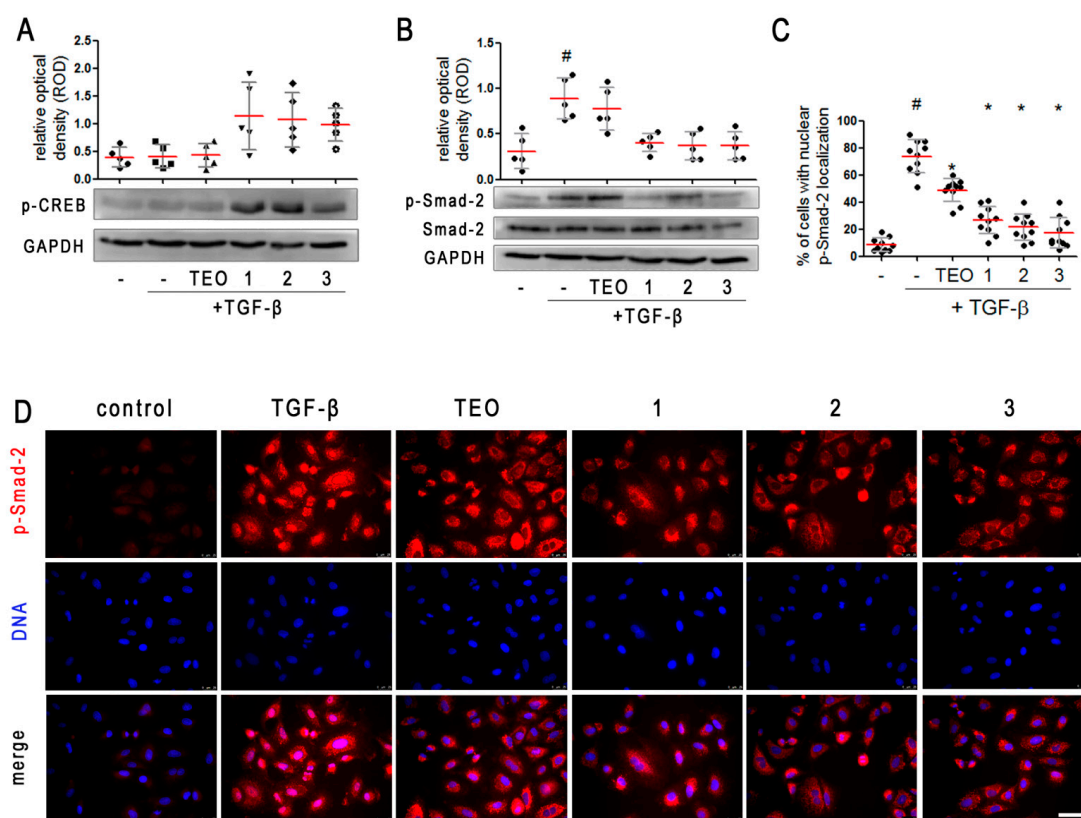 A
relative optical
density (ROD)
2.5
2.0
1.5
1.0
0.5
0.0
p-CREB
GAPDH
- - TEO 1 2 3
+TGF-β
B
relative optical
density (ROD)
1.5
1.0
0.5
0.0
#
p-Smad-2
Smad-2
GAPDH
- - TEO 1 2 3
+TGF-β
C
% of cells with nuclear
p-Smad-2 localization
100
80
60
40
20
0
# * * * *
- - TEO 1 2 3
+ TGF-β
D
control TGF-β TEO 1 2 3
p-Smad-2
DNA
merge